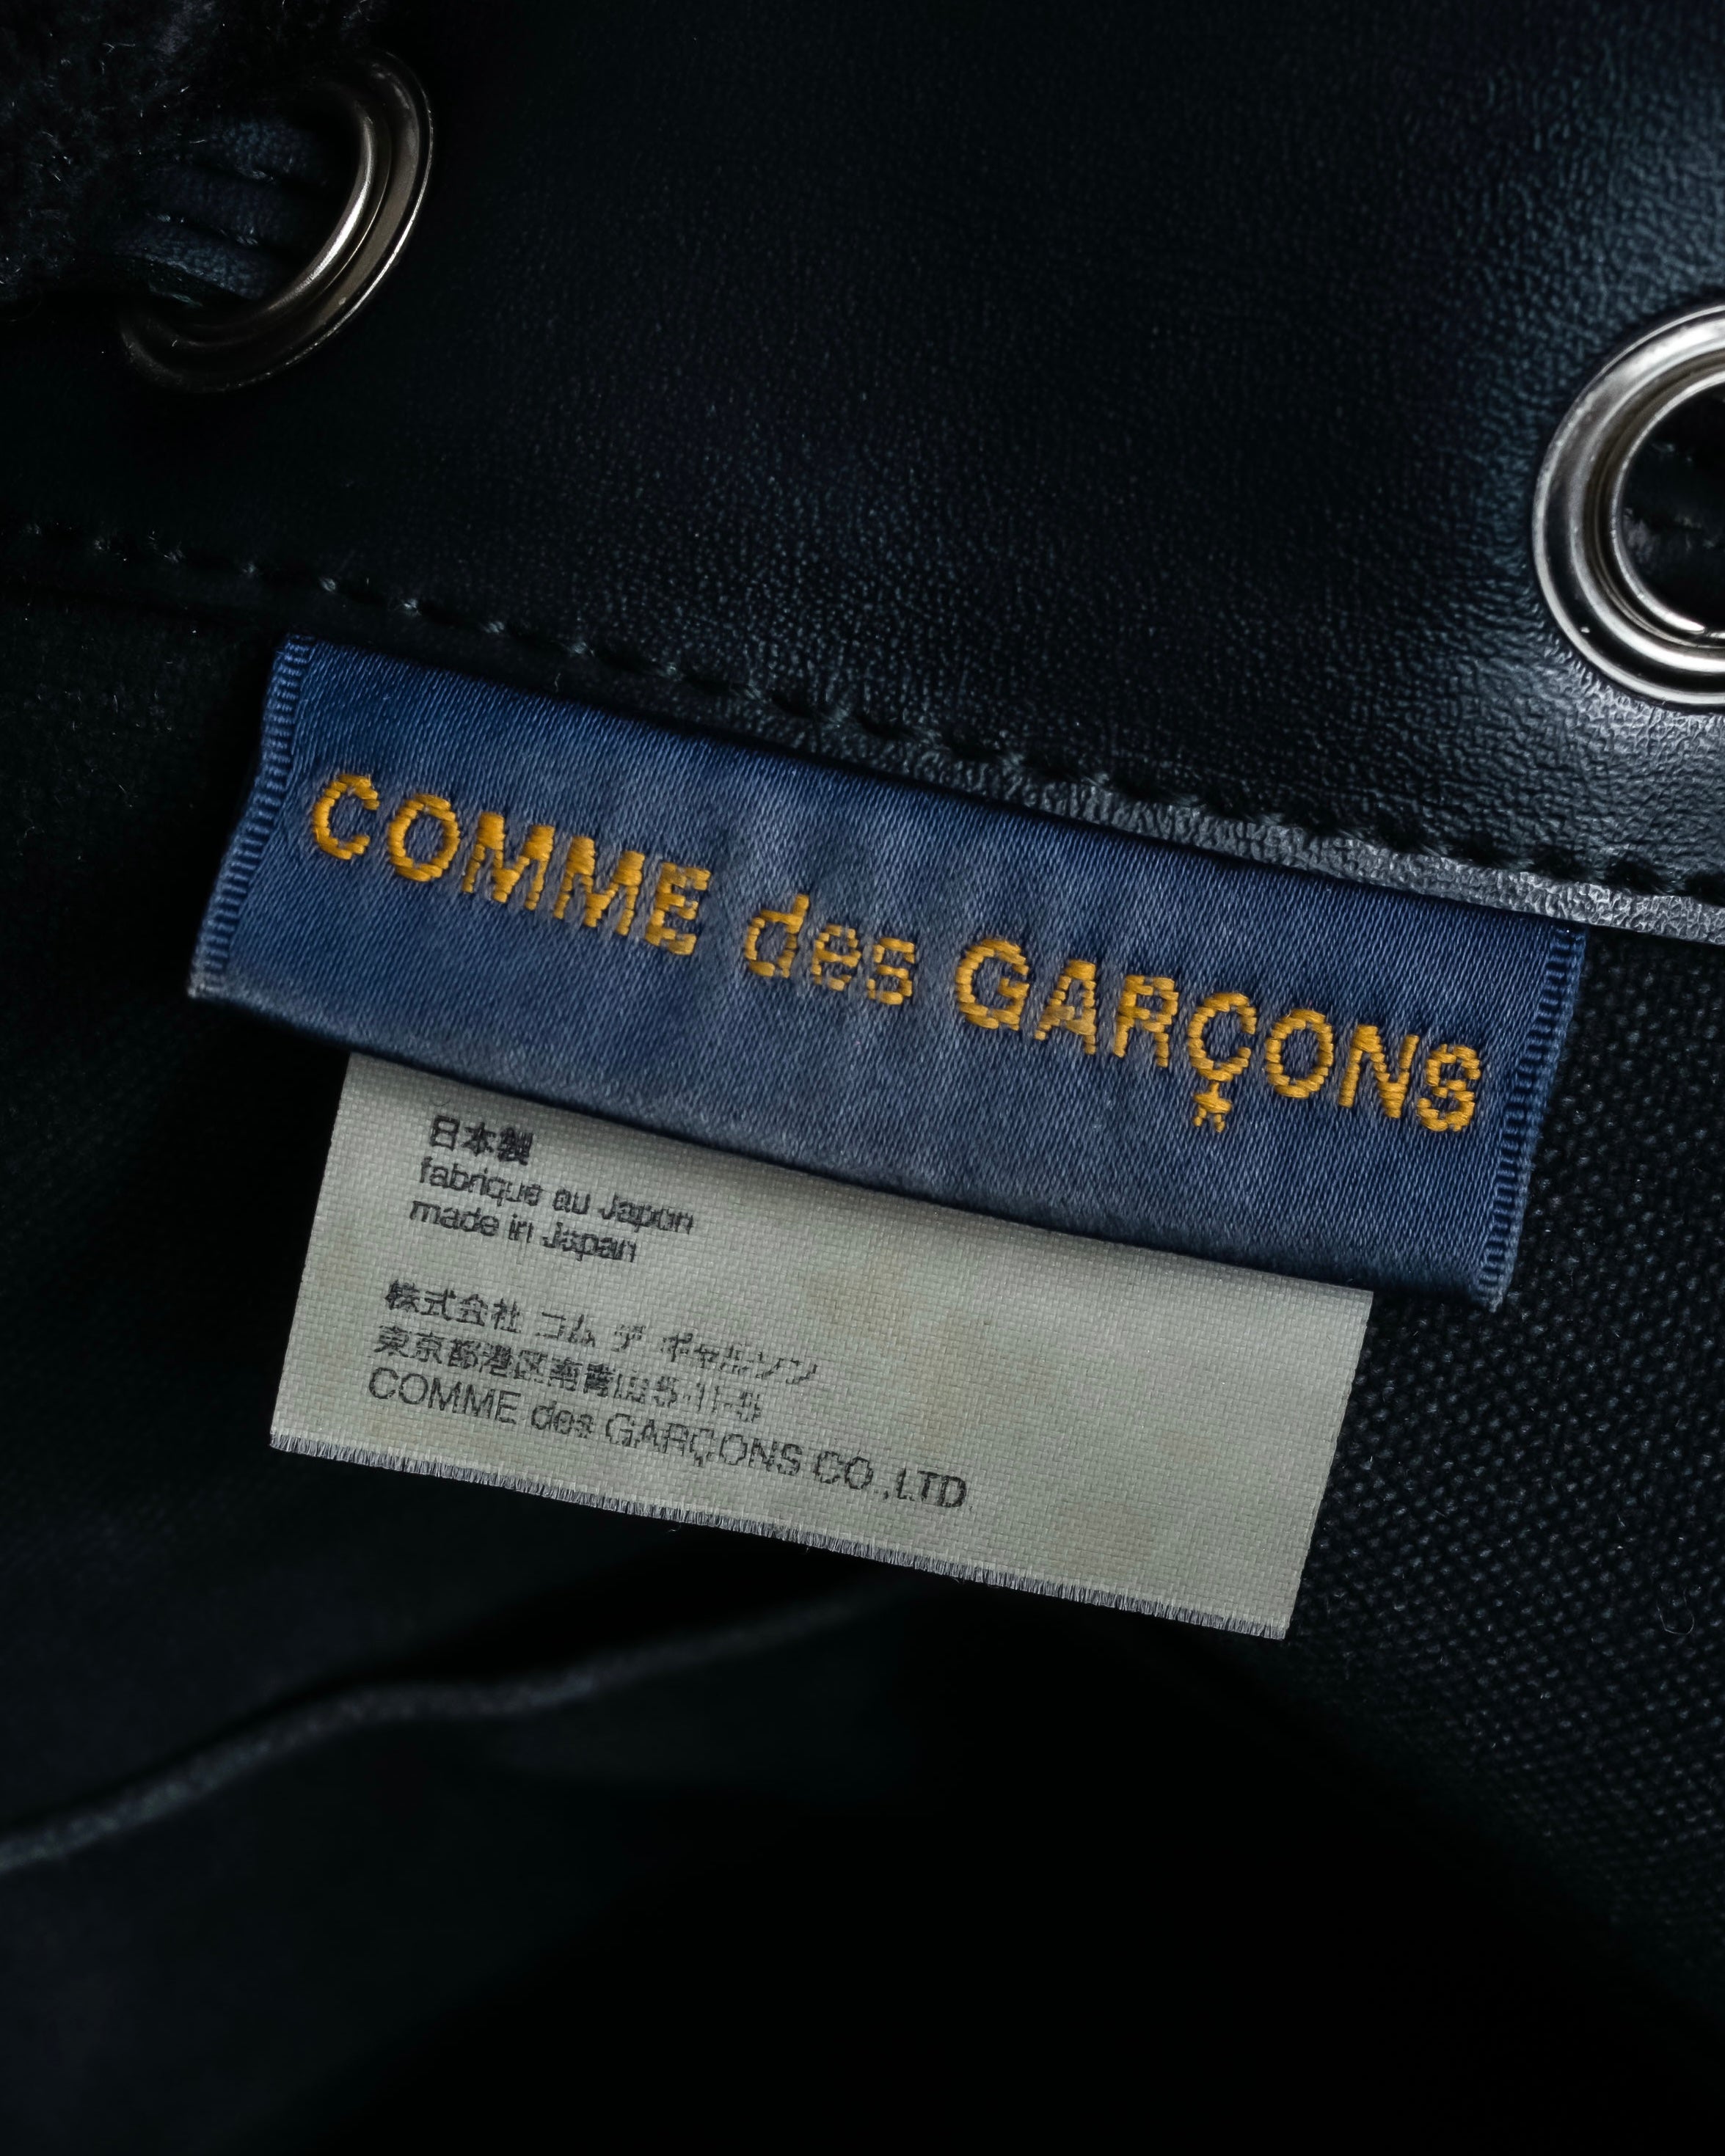 COMME des GARÇONS
日本製
fabrique au Japon
made in Japan
株式会社 コム デ ギャルソン
東京都港区南青山5-11-5
COMME des GARÇONS CO.,LTD